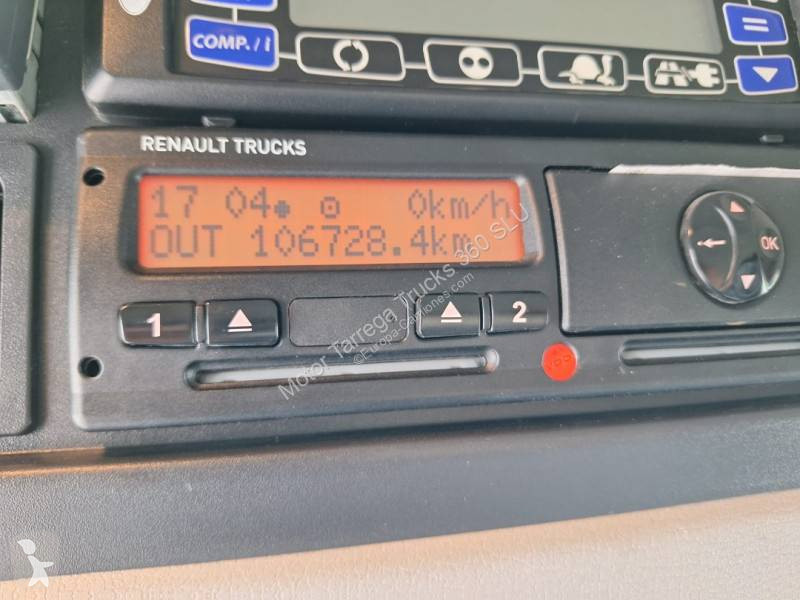 COMP./I
RENAULT TRUCKS
17 04 0km/h
OUT 106728.4km
1
2
OK
VDO
Motor Tarrega Trucks 360 SLU
@Europa-Camiones.com